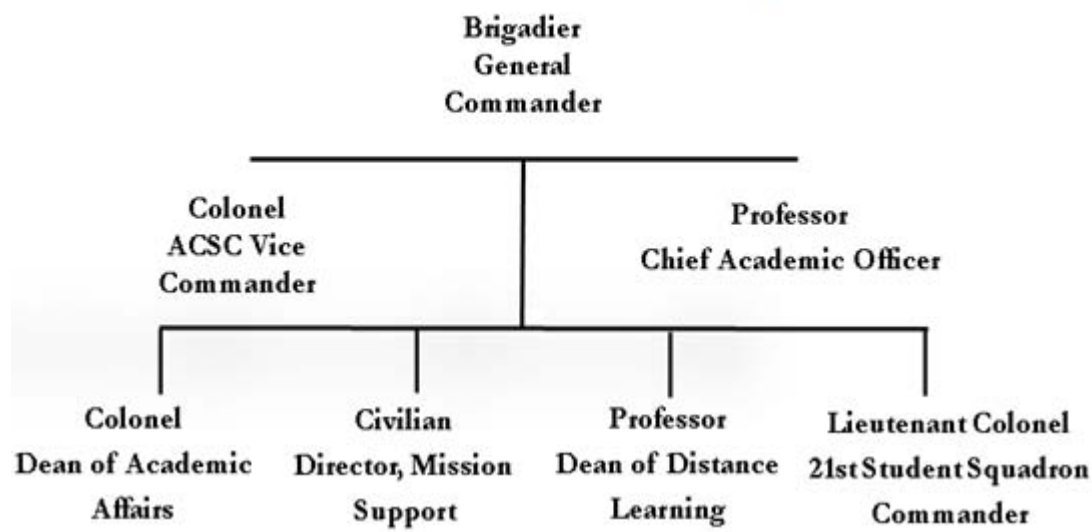 Brigadier
General
Commander
Colonel
ACSC Vice
Commander
Professor
Chief Academic Officer
Colonel
Dean of Academic
Affairs
Civilian
Director, Mission
Support
Professor
Dean of Distance
Learning
Lieutenant Colonel
21st Student Squadron
Commander